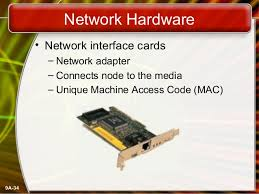 Network Hardware
• Network interface cards
– Network adapter
– Connects node to the media
– Unique Machine Access Code (MAC)
9A-34